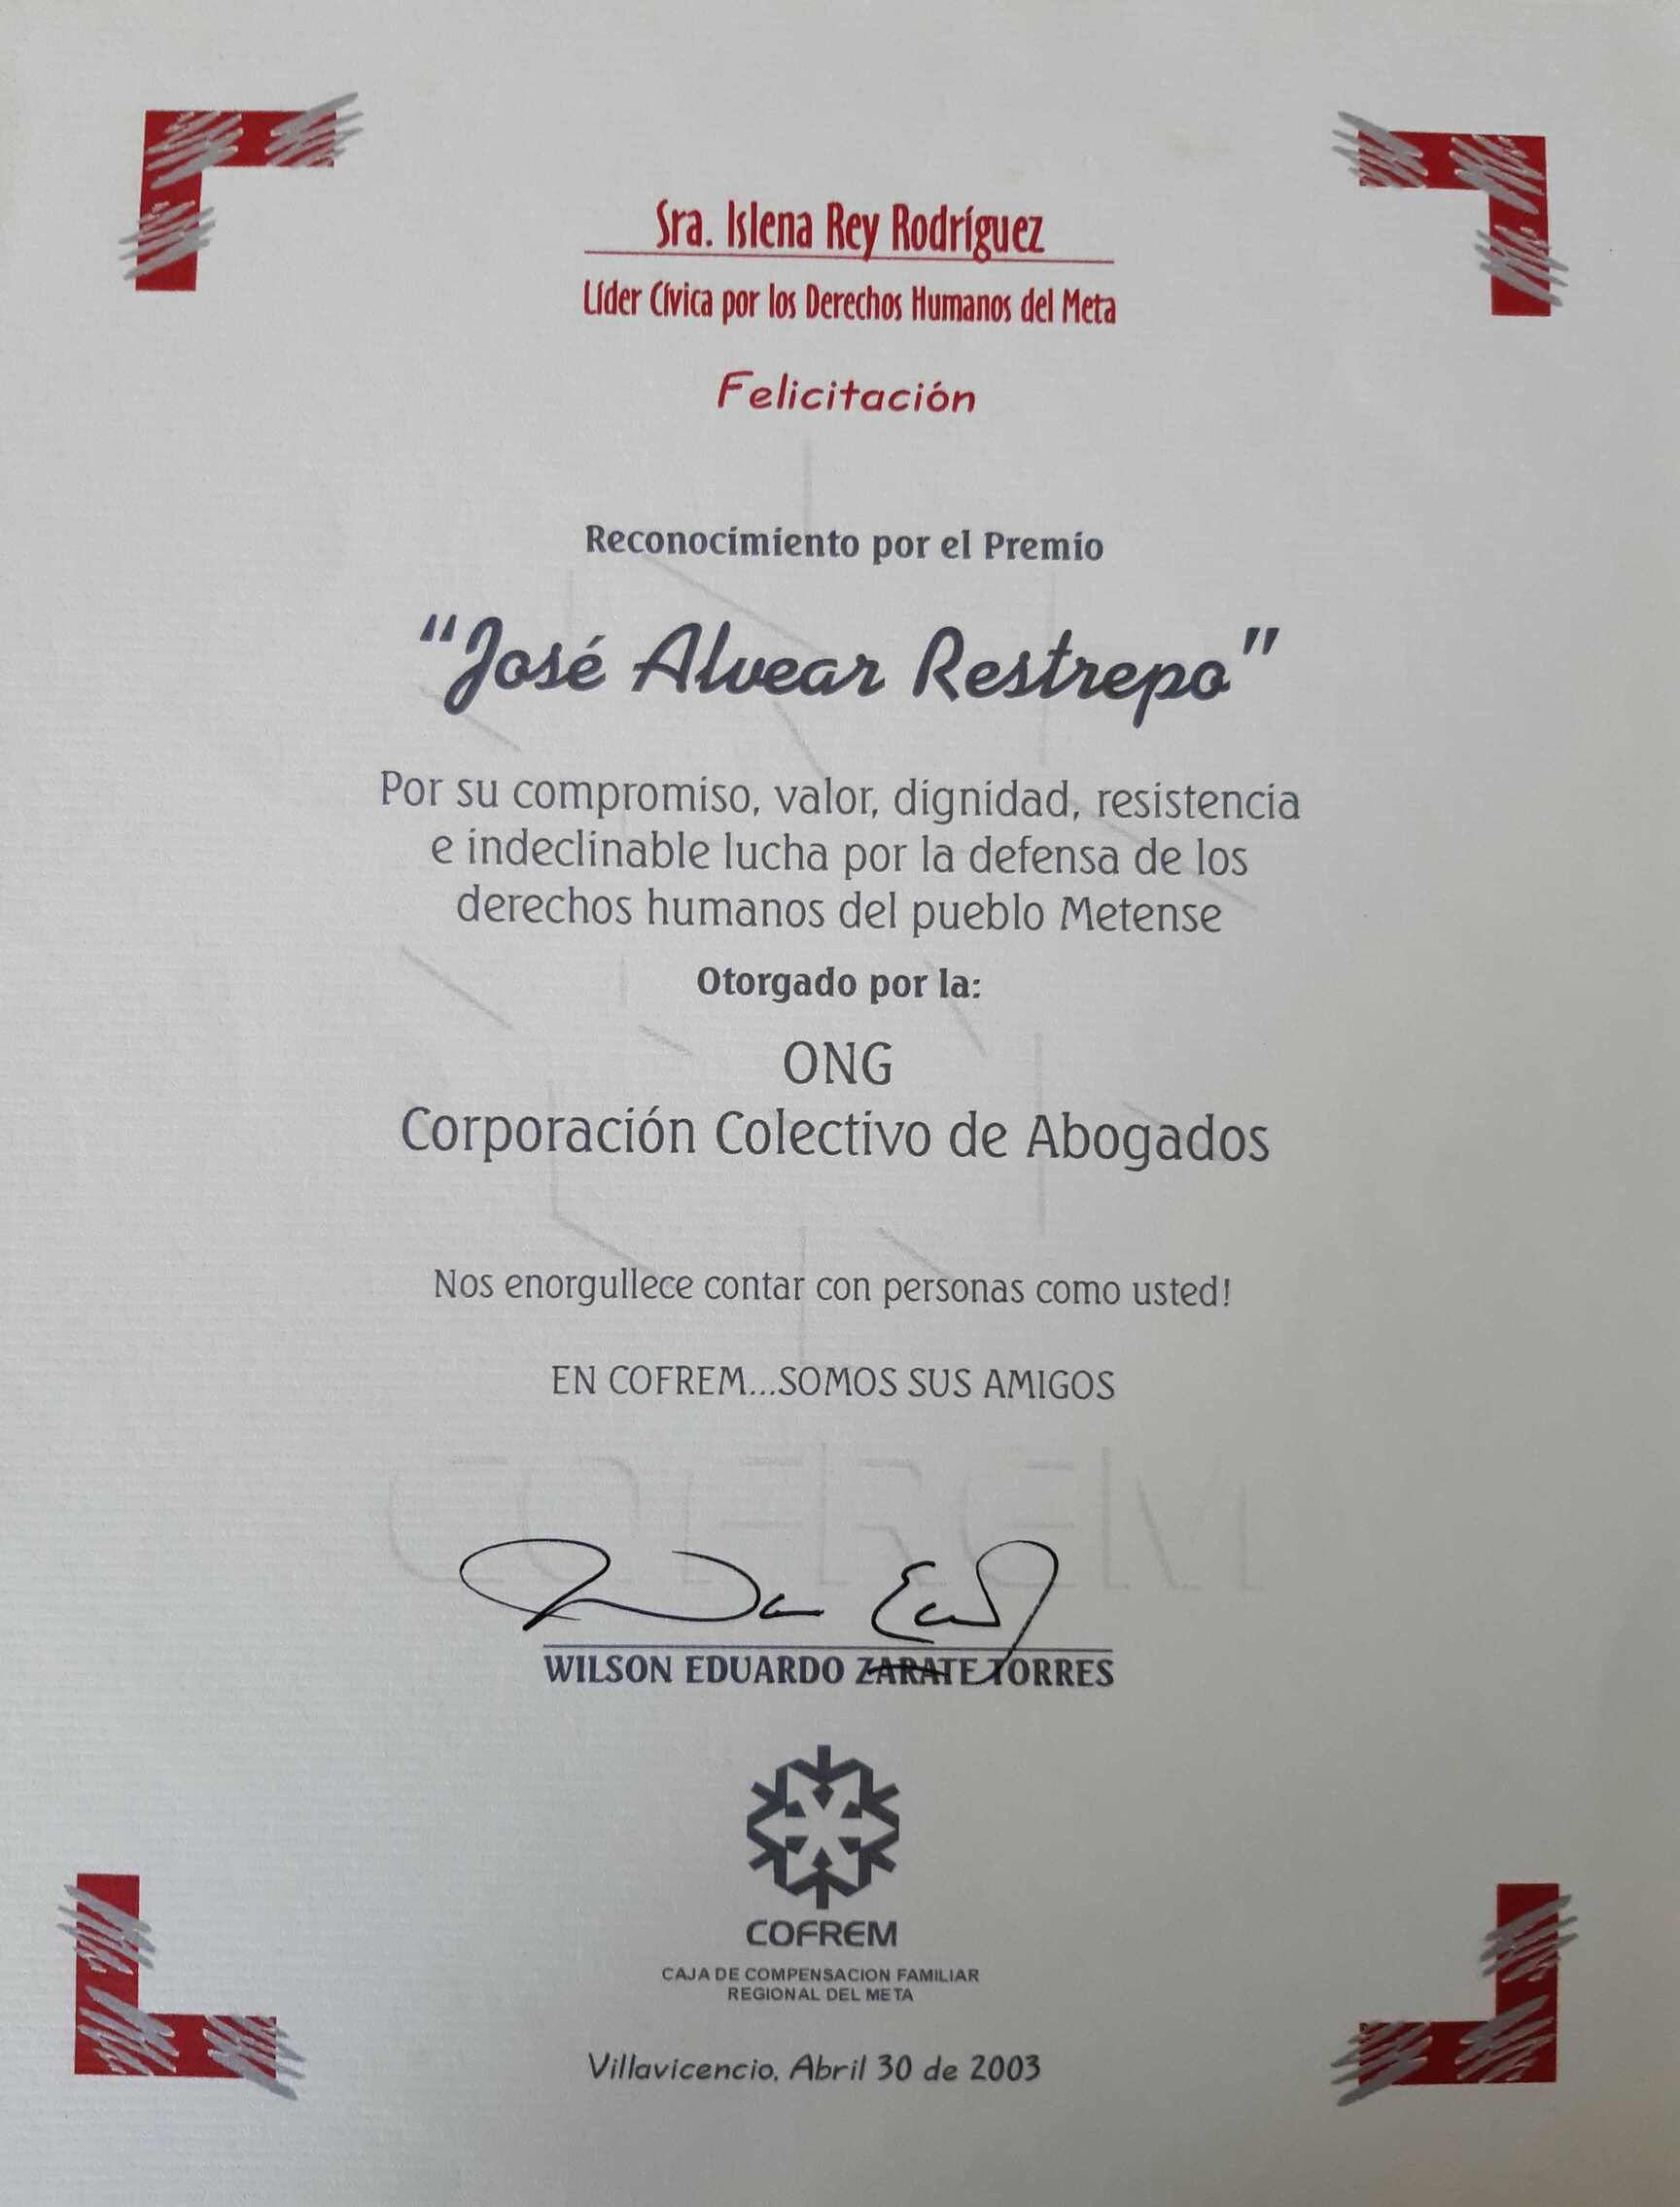 Sra. Islena Rey Rodríguez
Líder Cívica por los Derechos Humanos del Meta
Felicitación
Reconocimiento por el Premio
"José Alvear Restrepo"
Por su compromiso, valor, dignidad, resistencia
e indeclinable lucha por la defensa de los
derechos humanos del pueblo Metense
Otorgado por la:
ONG
Corporación Colectivo de Abogados
Nos enorgullece contar con personas como usted!
EN COFREM...SOMOS SUS AMIGOS
COFREM
WILSON EDUARDO ZARATE TORRES
COFREM
CAJA DE COMPENSACION FAMILIAR
REGIONAL DEL META
Villavicencio, Abril 30 de 2003